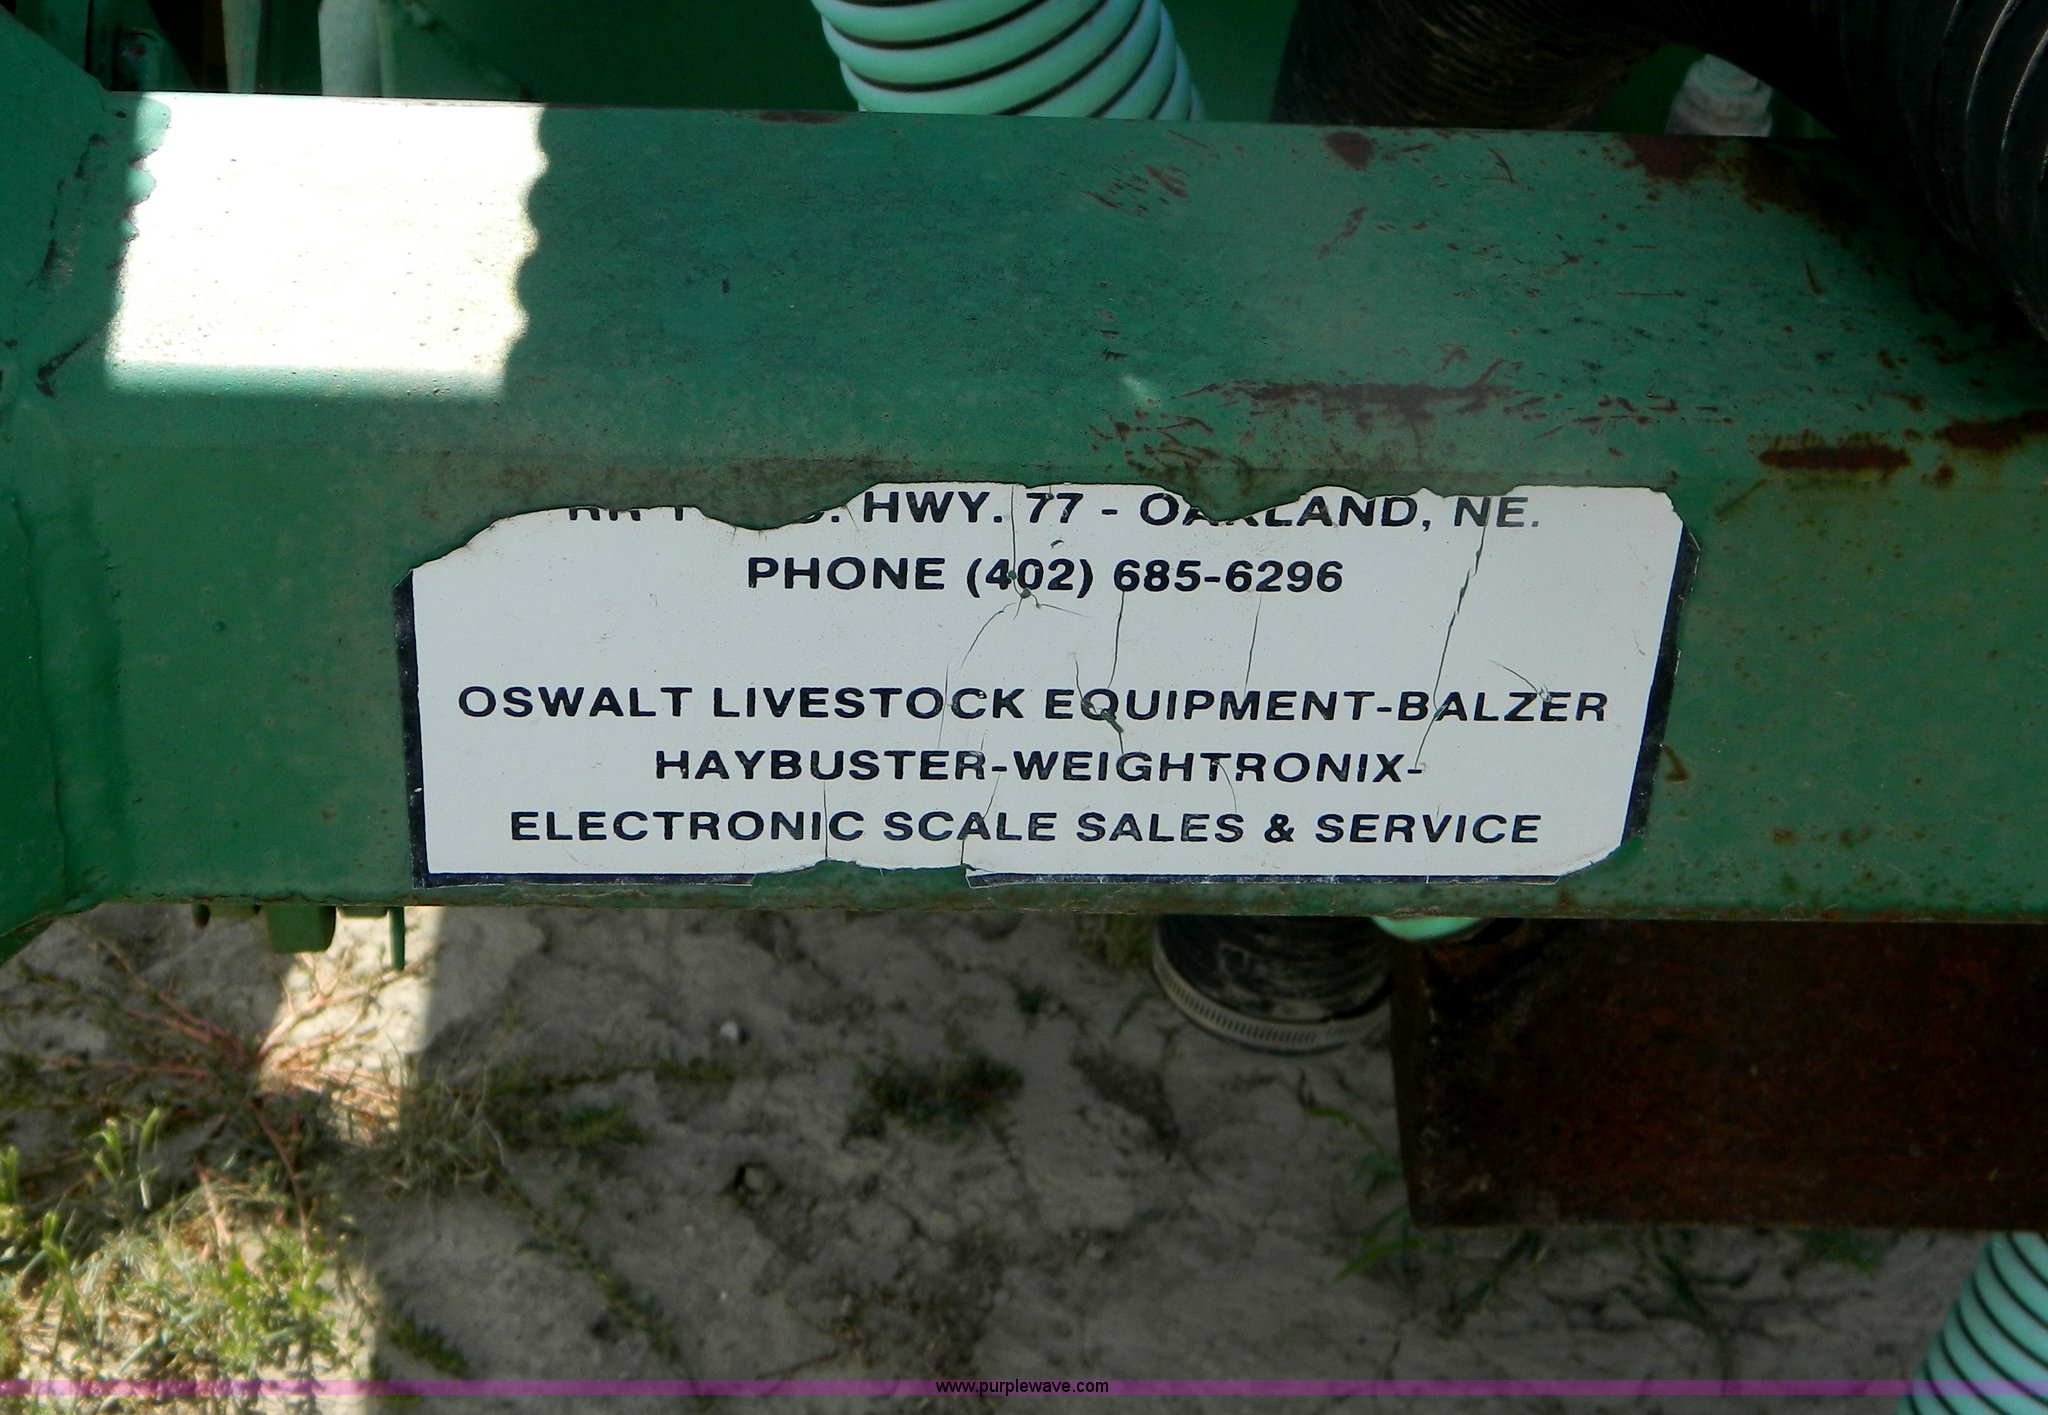 HWY. 77 - OAKLAND, NE.
PHONE (402) 685-6296
OSWALT LIVESTOCK EQUIPMENT-BALZER
HAYBUSTER-WEIGHTRONIX-
ELECTRONIC SCALE SALES & SERVICE
www.purplewave.com